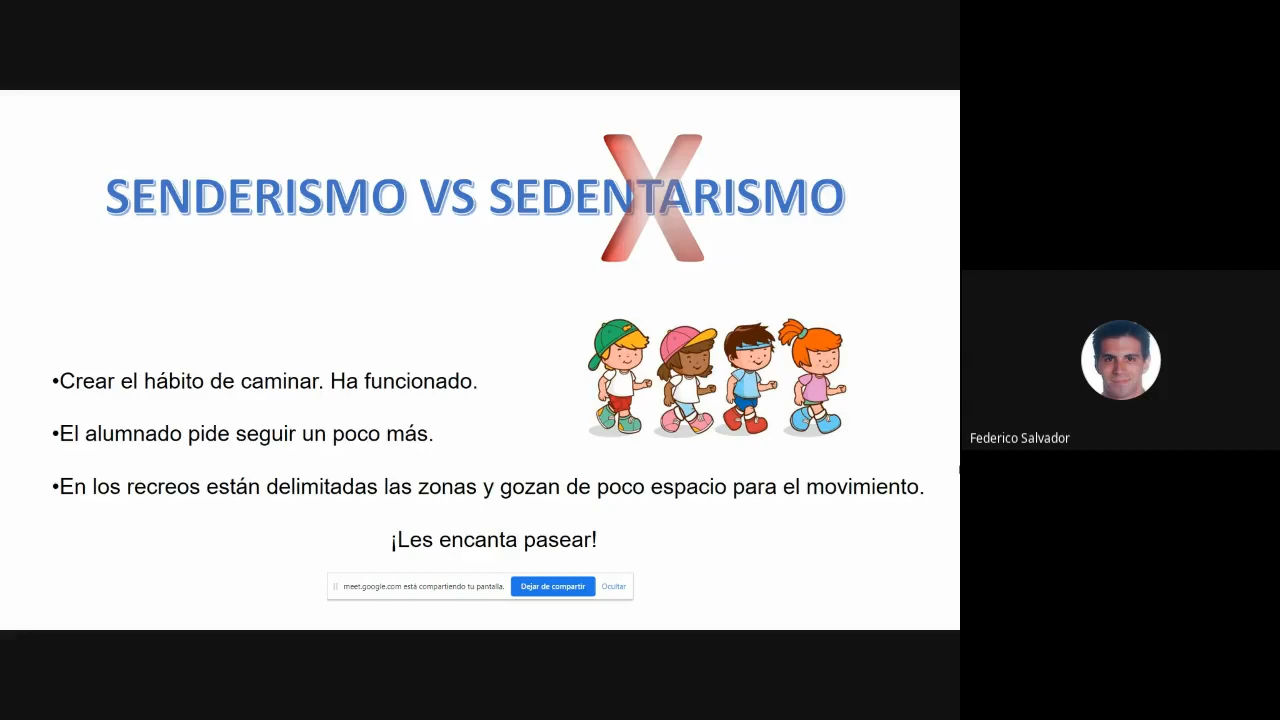 SENDERISMO VS SEDENTARISMO
X
•Crear el hábito de caminar. Ha funcionado.
•El alumnado pide seguir un poco más.
•En los recreos están delimitadas las zonas y gozan de poco espacio para el movimiento.
¡Les encanta pasear!
meet.google.com está compartiendo tu pantalla. Dejar de compartir Ocultar
Federico Salvador